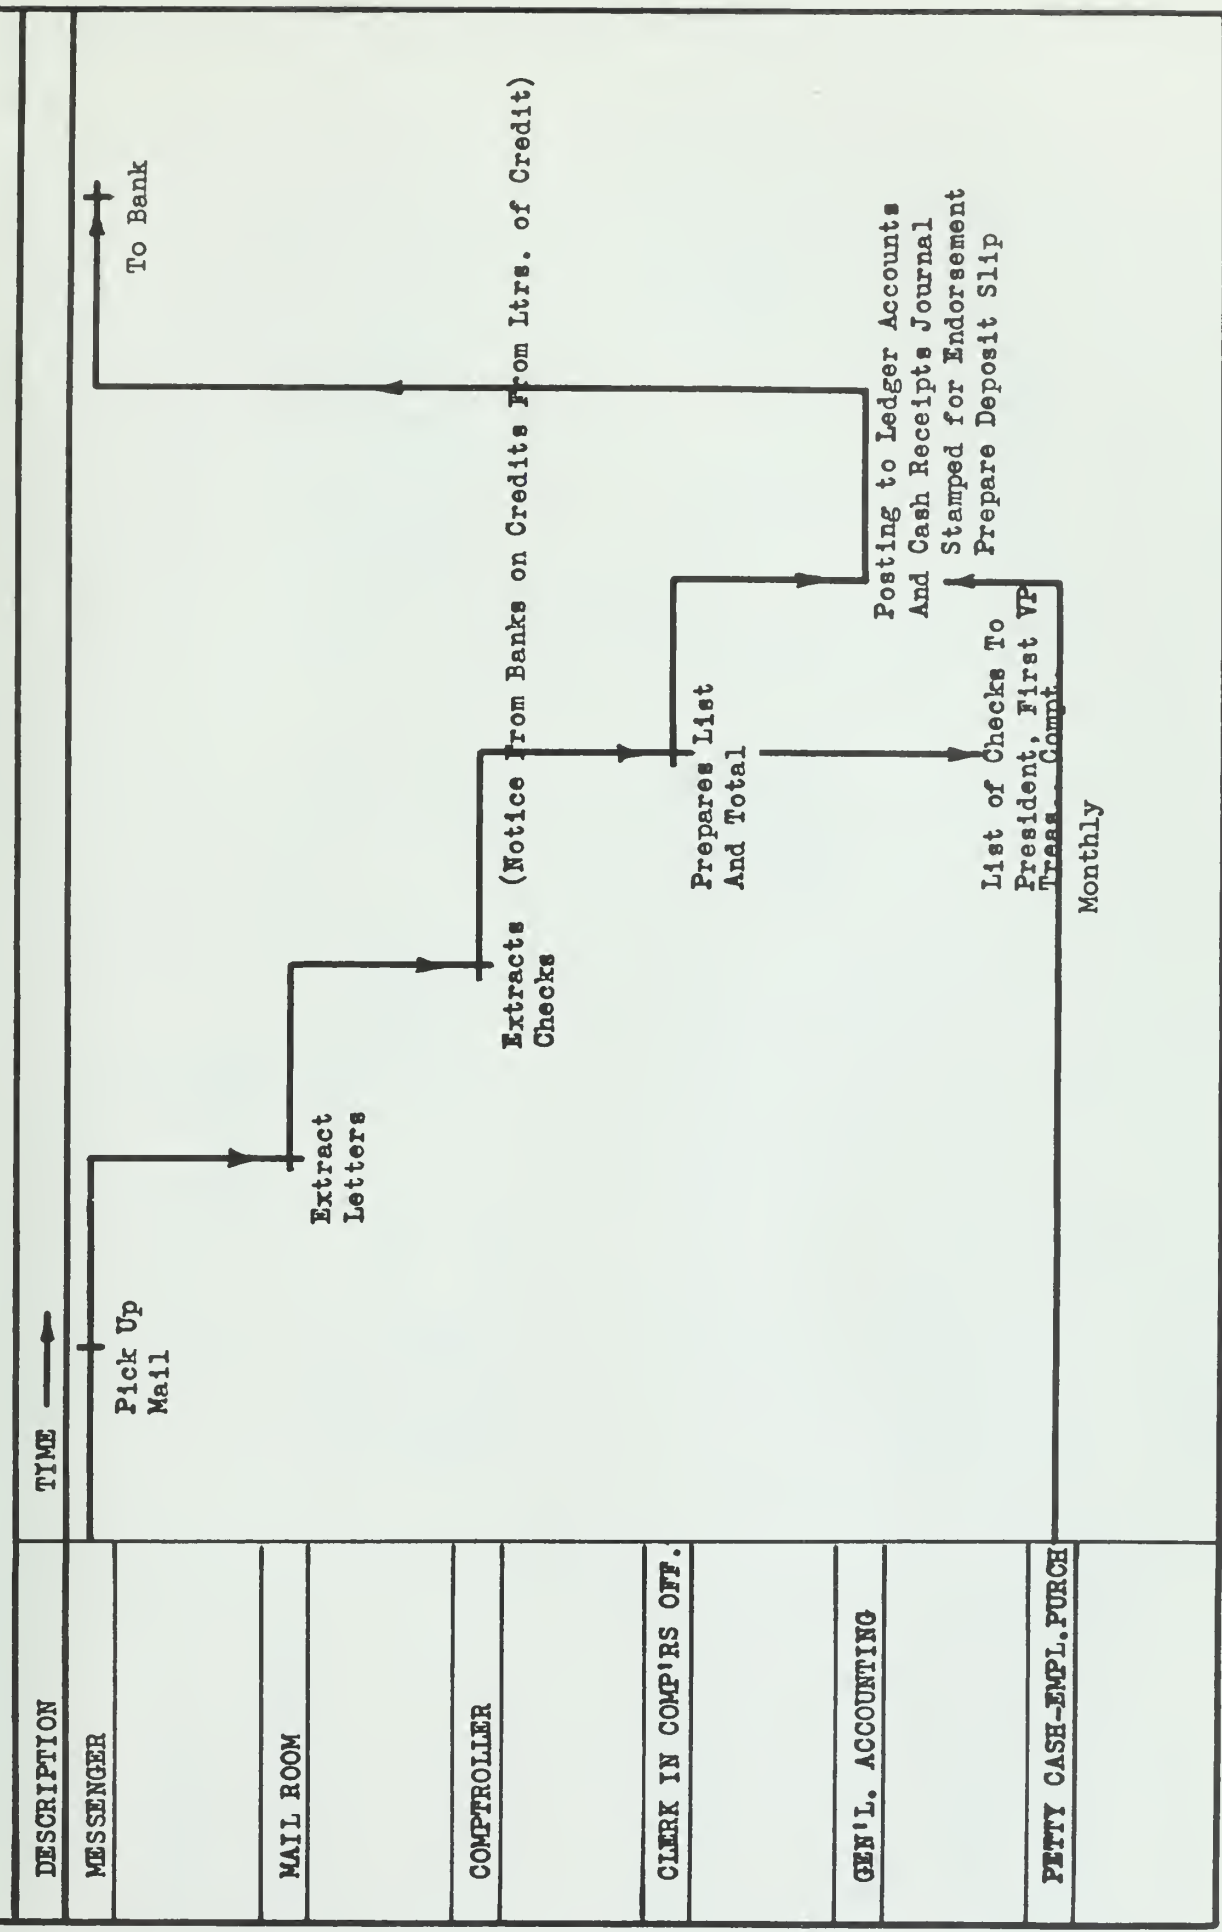 DESCRIPTION
TIME
MESSENGER
Pick Up
Mail
To Bank
MAIL ROOM
Extract
Letters
COMPTROLLER
Extracts (Notice From Banks on Credits From Ltrs. of Credit)
Checks
CLERK IN COMP'RS OFF.
Prepares List
And Total
GEN'L. ACCOUNTING
Posting to Ledger Accounts
And Cash Receipts Journal
Stamped for Endorsement
Prepare Deposit Slip
List of Checks To
President, First VP
Treas. Compt.
PETTY CASH-EMPL.PURCH
Monthly